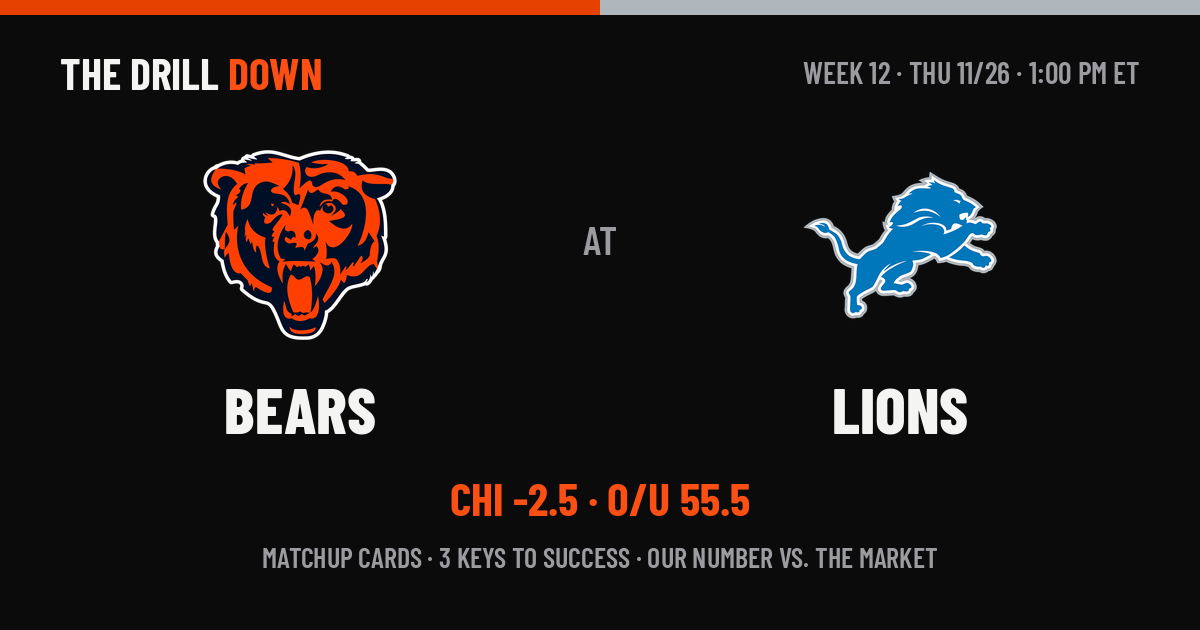 THE DRILL DOWN
WEEK 12 · THU 11/26 · 1:00 PM ET
AT
BEARS
LIONS
CHI -2.5 · O/U 55.5
MATCHUP CARDS · 3 KEYS TO SUCCESS · OUR NUMBER VS. THE MARKET